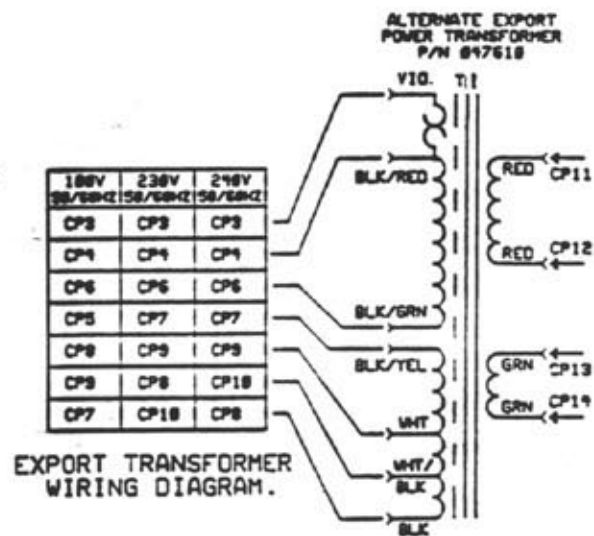 ALTERNATE EXPORT
POWER TRANSFORMER
P/N 047610
VIO.
100V 230V 240V
50/60HZ 50/60HZ 50/60HZ
CP3 CP3 CP3
CP4 CP4 CP4
CP6 CP6 CP6
CP5 CP7 CP7
CP8 CP9 CP9
CP9 CP8 CP10
CP7 CP10 CP8
EXPORT TRANSFORMER
WIRING DIAGRAM.
BLK/RED
BLK/GRN
BLK/YEL
WHT
WHT/
BLK
BLK
RED CP11
RED CP12
GRN CP13
GRN CP14